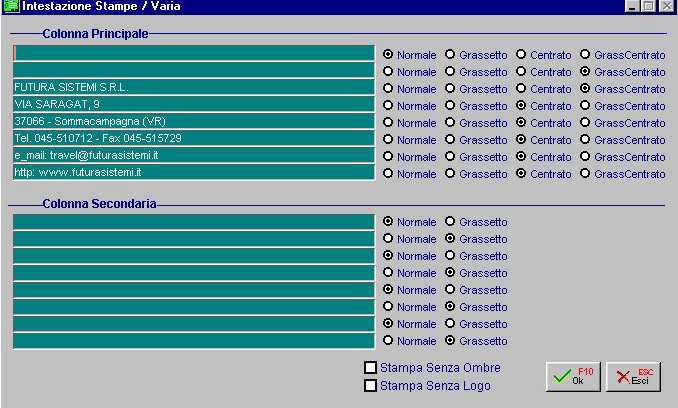 Intestazione Stampe / Varia
Colonna Principale
Normale Grassetto Centrato GrassCentrato
Normale Grassetto Centrato GrassCentrato
FUTURA SISTEMI S.R.L. Normale Grassetto Centrato GrassCentrato
VIA SARAGAT, 9 Normale Grassetto Centrato GrassCentrato
37066 - Sommacampagna (VR) Normale Grassetto Centrato GrassCentrato
Tel. 045-510712 - Fax 045-515729 Normale Grassetto Centrato GrassCentrato
e_mail: travel@futurasistemi.it Normale Grassetto Centrato GrassCentrato
http: www.futurasistemi.it Normale Grassetto Centrato GrassCentrato
Colonna Secondaria
Normale Grassetto
Normale Grassetto
Normale Grassetto
Normale Grassetto
Normale Grassetto
Normale Grassetto
Normale Grassetto
Normale Grassetto
Stampa Senza Ombre
Stampa Senza Logo
F10
Ok
ESC
Esci